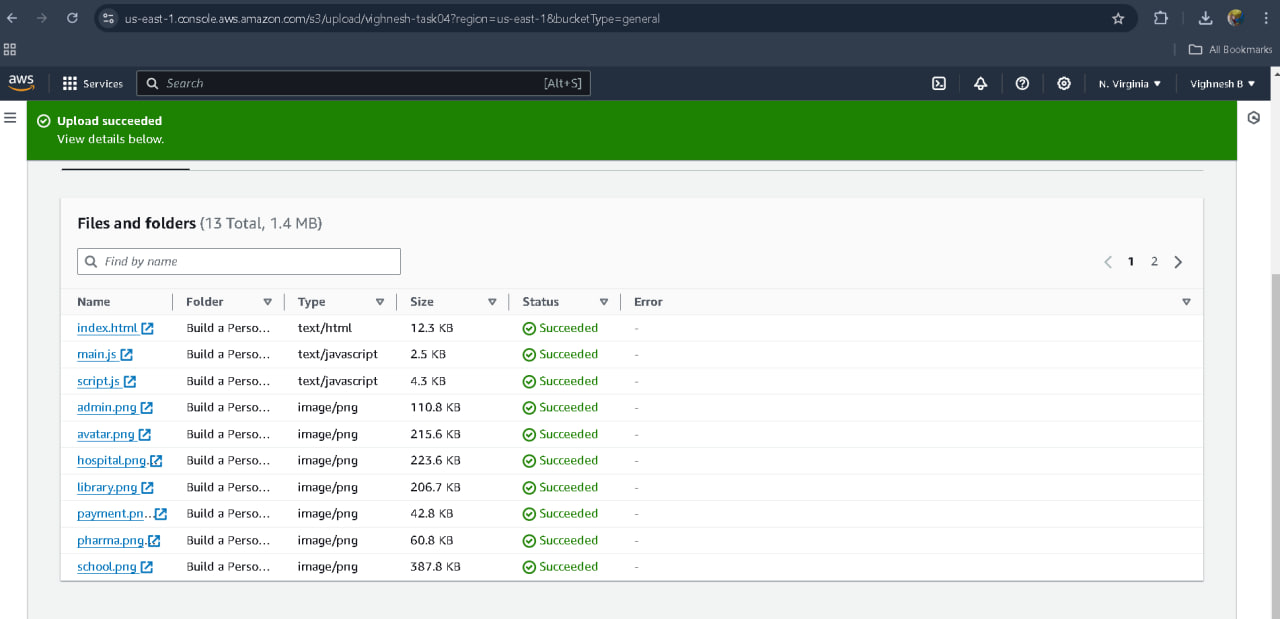 us-east-1.console.aws.amazon.com/s3/upload/vighnesh-task04?region=us-east-1&bucketType=general
All Bookmarks
aws Services Search [Alt+S] N. Virginia Vighnesh B
Upload succeeded
View details below.
Files and folders (13 Total, 1.4 MB)
Find by name
1 2
Name Folder Type Size Status Error
index.html Build a Perso... text/html 12.3 KB Succeeded -
main.js Build a Perso... text/javascript 2.5 KB Succeeded -
script.js Build a Perso... text/javascript 4.3 KB Succeeded -
admin.png Build a Perso... image/png 110.8 KB Succeeded -
avatar.png Build a Perso... image/png 215.6 KB Succeeded -
hospital.png Build a Perso... image/png 223.6 KB Succeeded -
library.png Build a Perso... image/png 206.7 KB Succeeded -
payment.pn... Build a Perso... image/png 42.8 KB Succeeded -
pharma.png Build a Perso... image/png 60.8 KB Succeeded -
school.png Build a Perso... image/png 387.8 KB Succeeded -